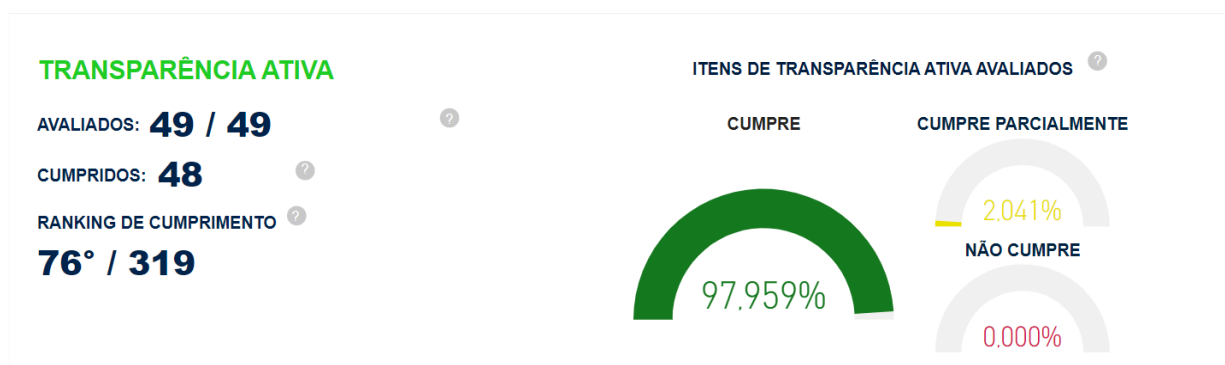 TRANSPARÊNCIA ATIVA
AVALIADOS: 49 / 49 ?
CUMPRIDOS: 48 ?
RANKING DE CUMPRIMENTO ?
76° / 319
ITENS DE TRANSPARÊNCIA ATIVA AVALIADOS ?
CUMPRE
97,959%
CUMPRE PARCIALMENTE
2,041%
NÃO CUMPRE
0,000%